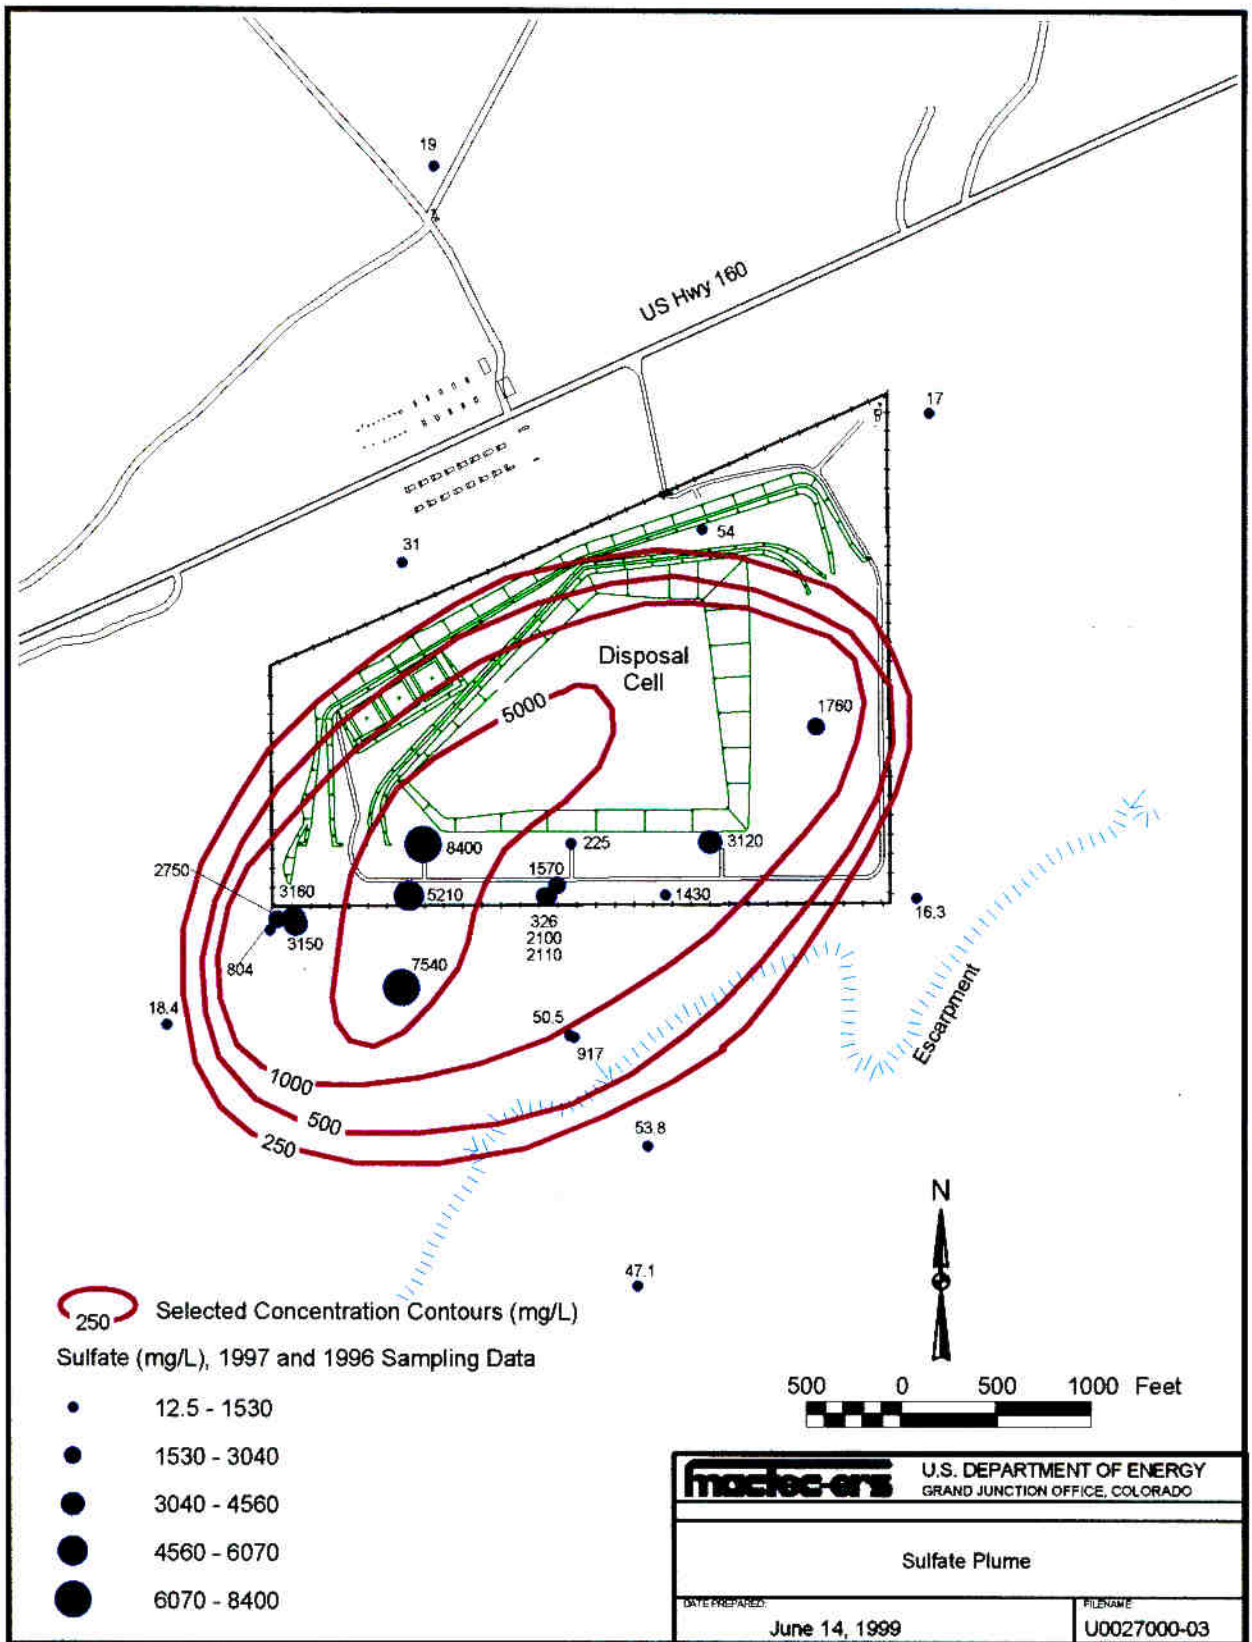 19
US Hwy 160
17
54
31
Disposal
Cell
5000
1760
8400
225
3120
2750
3160
1570
5210
1430
326
2100
2110
16.3
3150
804
7540
18.4
50.5
917
Escarpment
1000
500
250
53.8
N
47.1
250
Selected Concentration Contours (mg/L)
Sulfate (mg/L), 1997 and 1996 Sampling Data
12.5 - 1530
1530 - 3040
3040 - 4560
4560 - 6070
6070 - 8400
500 0 500 1000 Feet
mactec-ers
U.S. DEPARTMENT OF ENERGY
GRAND JUNCTION OFFICE, COLORADO
Sulfate Plume
DATE PREPARED:
June 14, 1999
FILENAME
U0027000-03